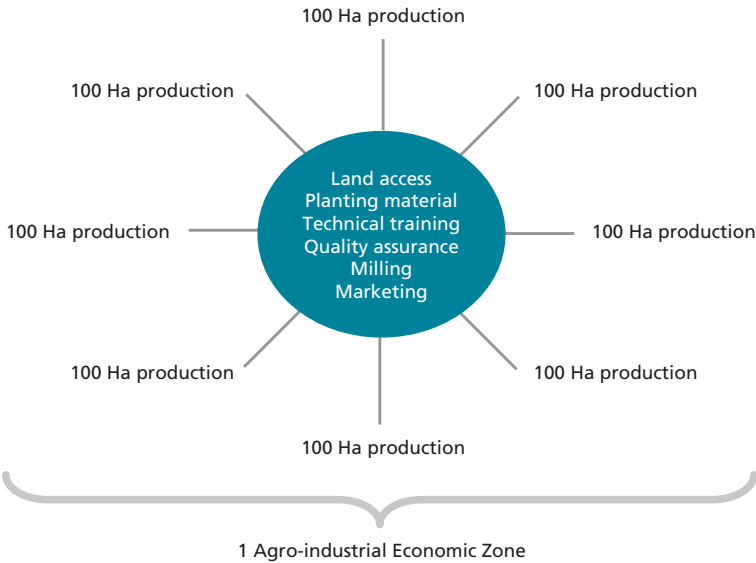 100 Ha production
100 Ha production
100 Ha production
Land access
Planting material
Technical training
Quality assurance
Milling
Marketing
100 Ha production
100 Ha production
100 Ha production
100 Ha production
100 Ha production
1 Agro-industrial Economic Zone